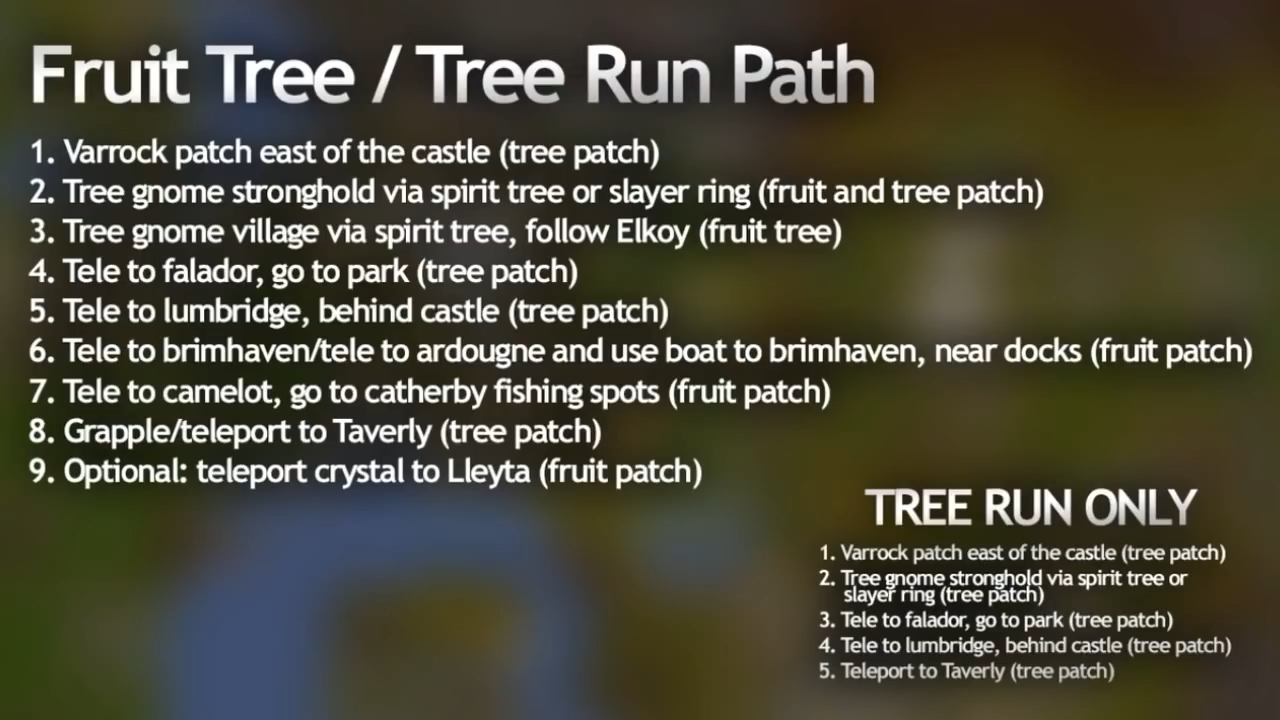 Fruit Tree / Tree Run Path
1. Varrock patch east of the castle (tree patch)
2. Tree gnome stronghold via spirit tree or slayer ring (fruit and tree patch)
3. Tree gnome village via spirit tree, follow Elkoy (fruit tree)
4. Tele to falador, go to park (tree patch)
5. Tele to lumbridge, behind castle (tree patch)
6. Tele to brimhaven/tele to ardougne and use boat to brimhaven, near docks (fruit patch)
7. Tele to camelot, go to catherby fishing spots (fruit patch)
8. Grapple/teleport to Taverly (tree patch)
9. Optional: teleport crystal to Lleyta (fruit patch)
TREE RUN ONLY
1. Varrock patch east of the castle (tree patch)
2. Tree gnome stronghold via spirit tree or
slayer ring (tree patch)
3. Tele to falador, go to park (tree patch)
4. Tele to lumbridge, behind castle (tree patch)
5. Teleport to Taverly (tree patch)